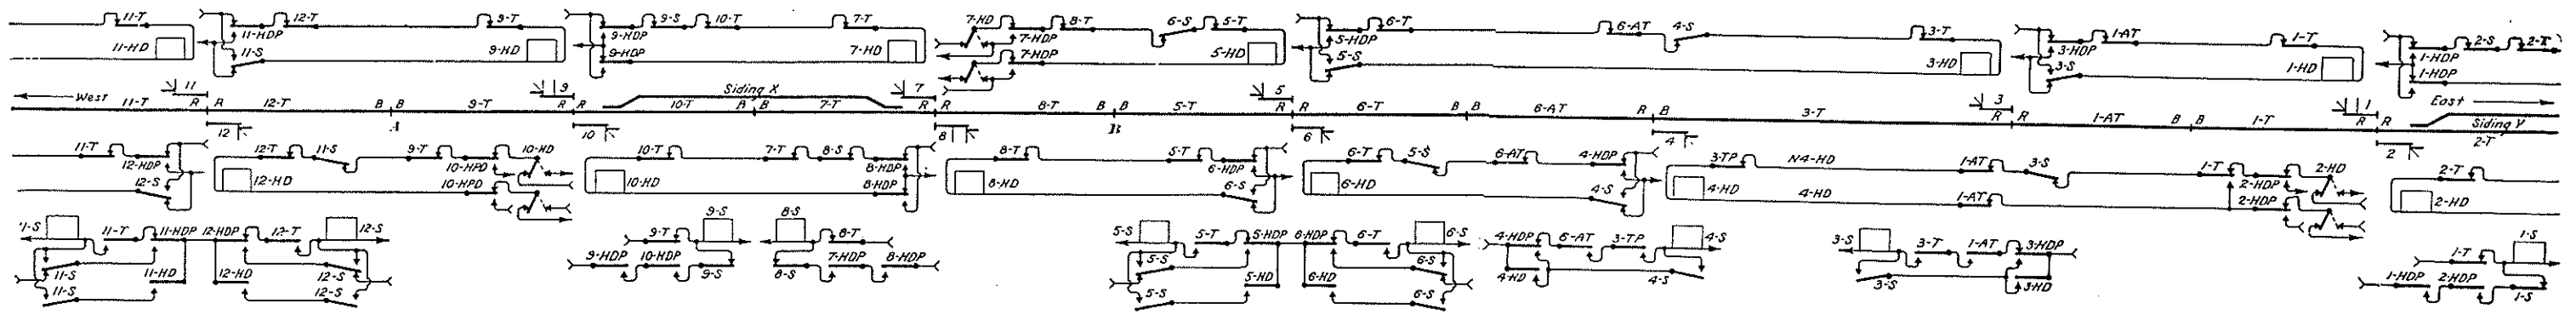 11-T 12-T 9-T 9-S 10-T 7-T 7-HD 8-T 6-S 5-T 6-T 6-AT 4-S 3-T 1-AT 1-T 2-S 2-T
11-HD 11-HDP 11-S 9-HD 9-HDP 9-HDP 7-HD 7-HDP 7-HDP 5-HD 5-HDP 5-S 3-HD 3-HDP 3-S 1-HD 1-HDP 1-HDP
11 9 Siding X 7 5 3 1
West 11-T R R 12-T B B 9-T R R 10-T B B 7-T R R 8-T B B 5-T R R 6-T B B 6-AT R B 3-T R R 1-AT B B 1-T R R East
12 A 10 8 B 6 4 2 Siding Y 2-T
11-T 12-HDP 12-T 11-S 9-T 10-HD 10-T 7-T 8-S 8-HDP 8-T 5-T 6-HDP 6-T 5-S 6-AT 4-HDP 3-TP N4-HD 1-AT 3-S 1-T 2-HDP 2-HD 2-T
12-S 12-HD 10-HPD 10-HPD 10-HD 8-HDP 8-HD 6-S 6-HD 4-S 4-HD 4-HD 1-AT 2-HDP 2-HD
11-T 11-HDP 12-HDP 12-T 12-S 9-T 9-S 8-S 8-T 5-S 5-T 5-HDP 6-HDP 6-T 6-S 4-HDP 6-AT 3-TP 4-S 3-S 3-T 1-AT 3-HDP 1-T 1-S
11-S 11-HD 12-HD 12-S 9-HDP 10-HDP 9-S 8-S 7-HDP 8-HDP 5-S 5-HD 6-HD 6-S 4-HD 4-S 3-S 3-HD 1-HDP 2-HDP 1-S
11-S 12-S 5-S 6-S